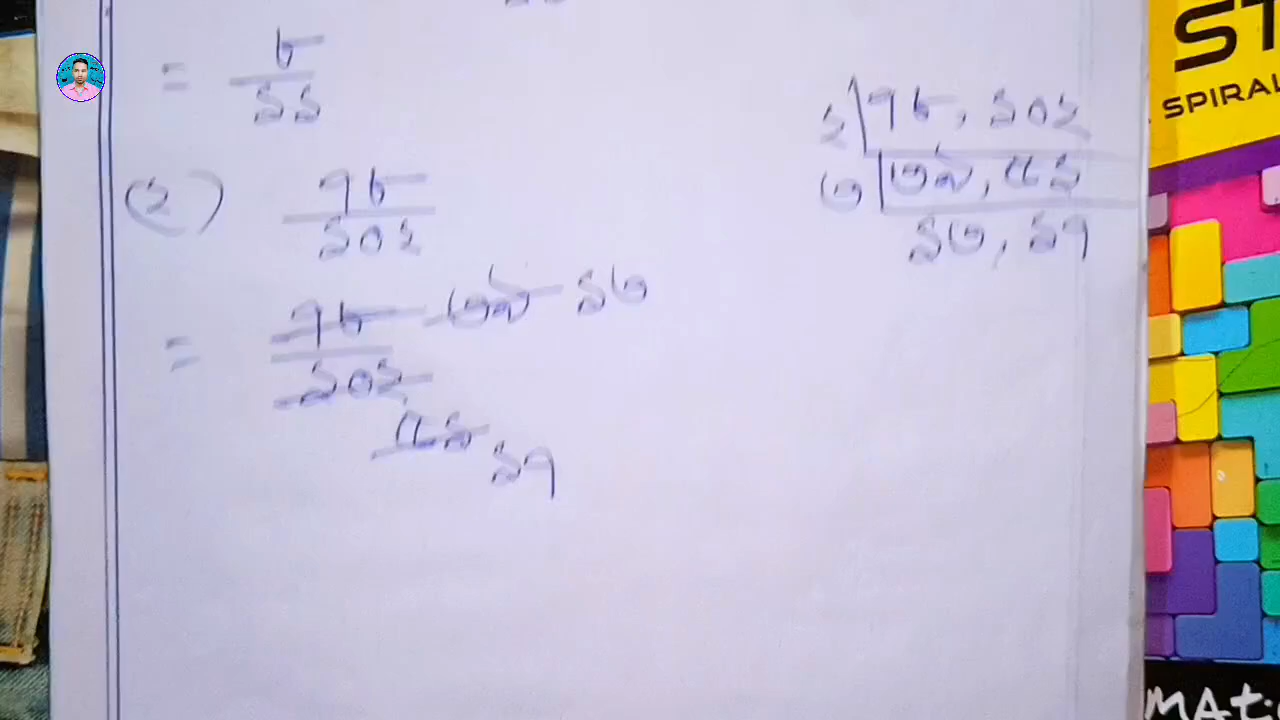 = ৮
১১
২ | ৭৮, ১০২
৩ | ৩৯, ৫১
১৩, ১৭
(২) ৭৮
১০২
= ৭৮ ৩৯ ১৩
১০২
৫১ ১৭
ST
SPIRAL
MAt